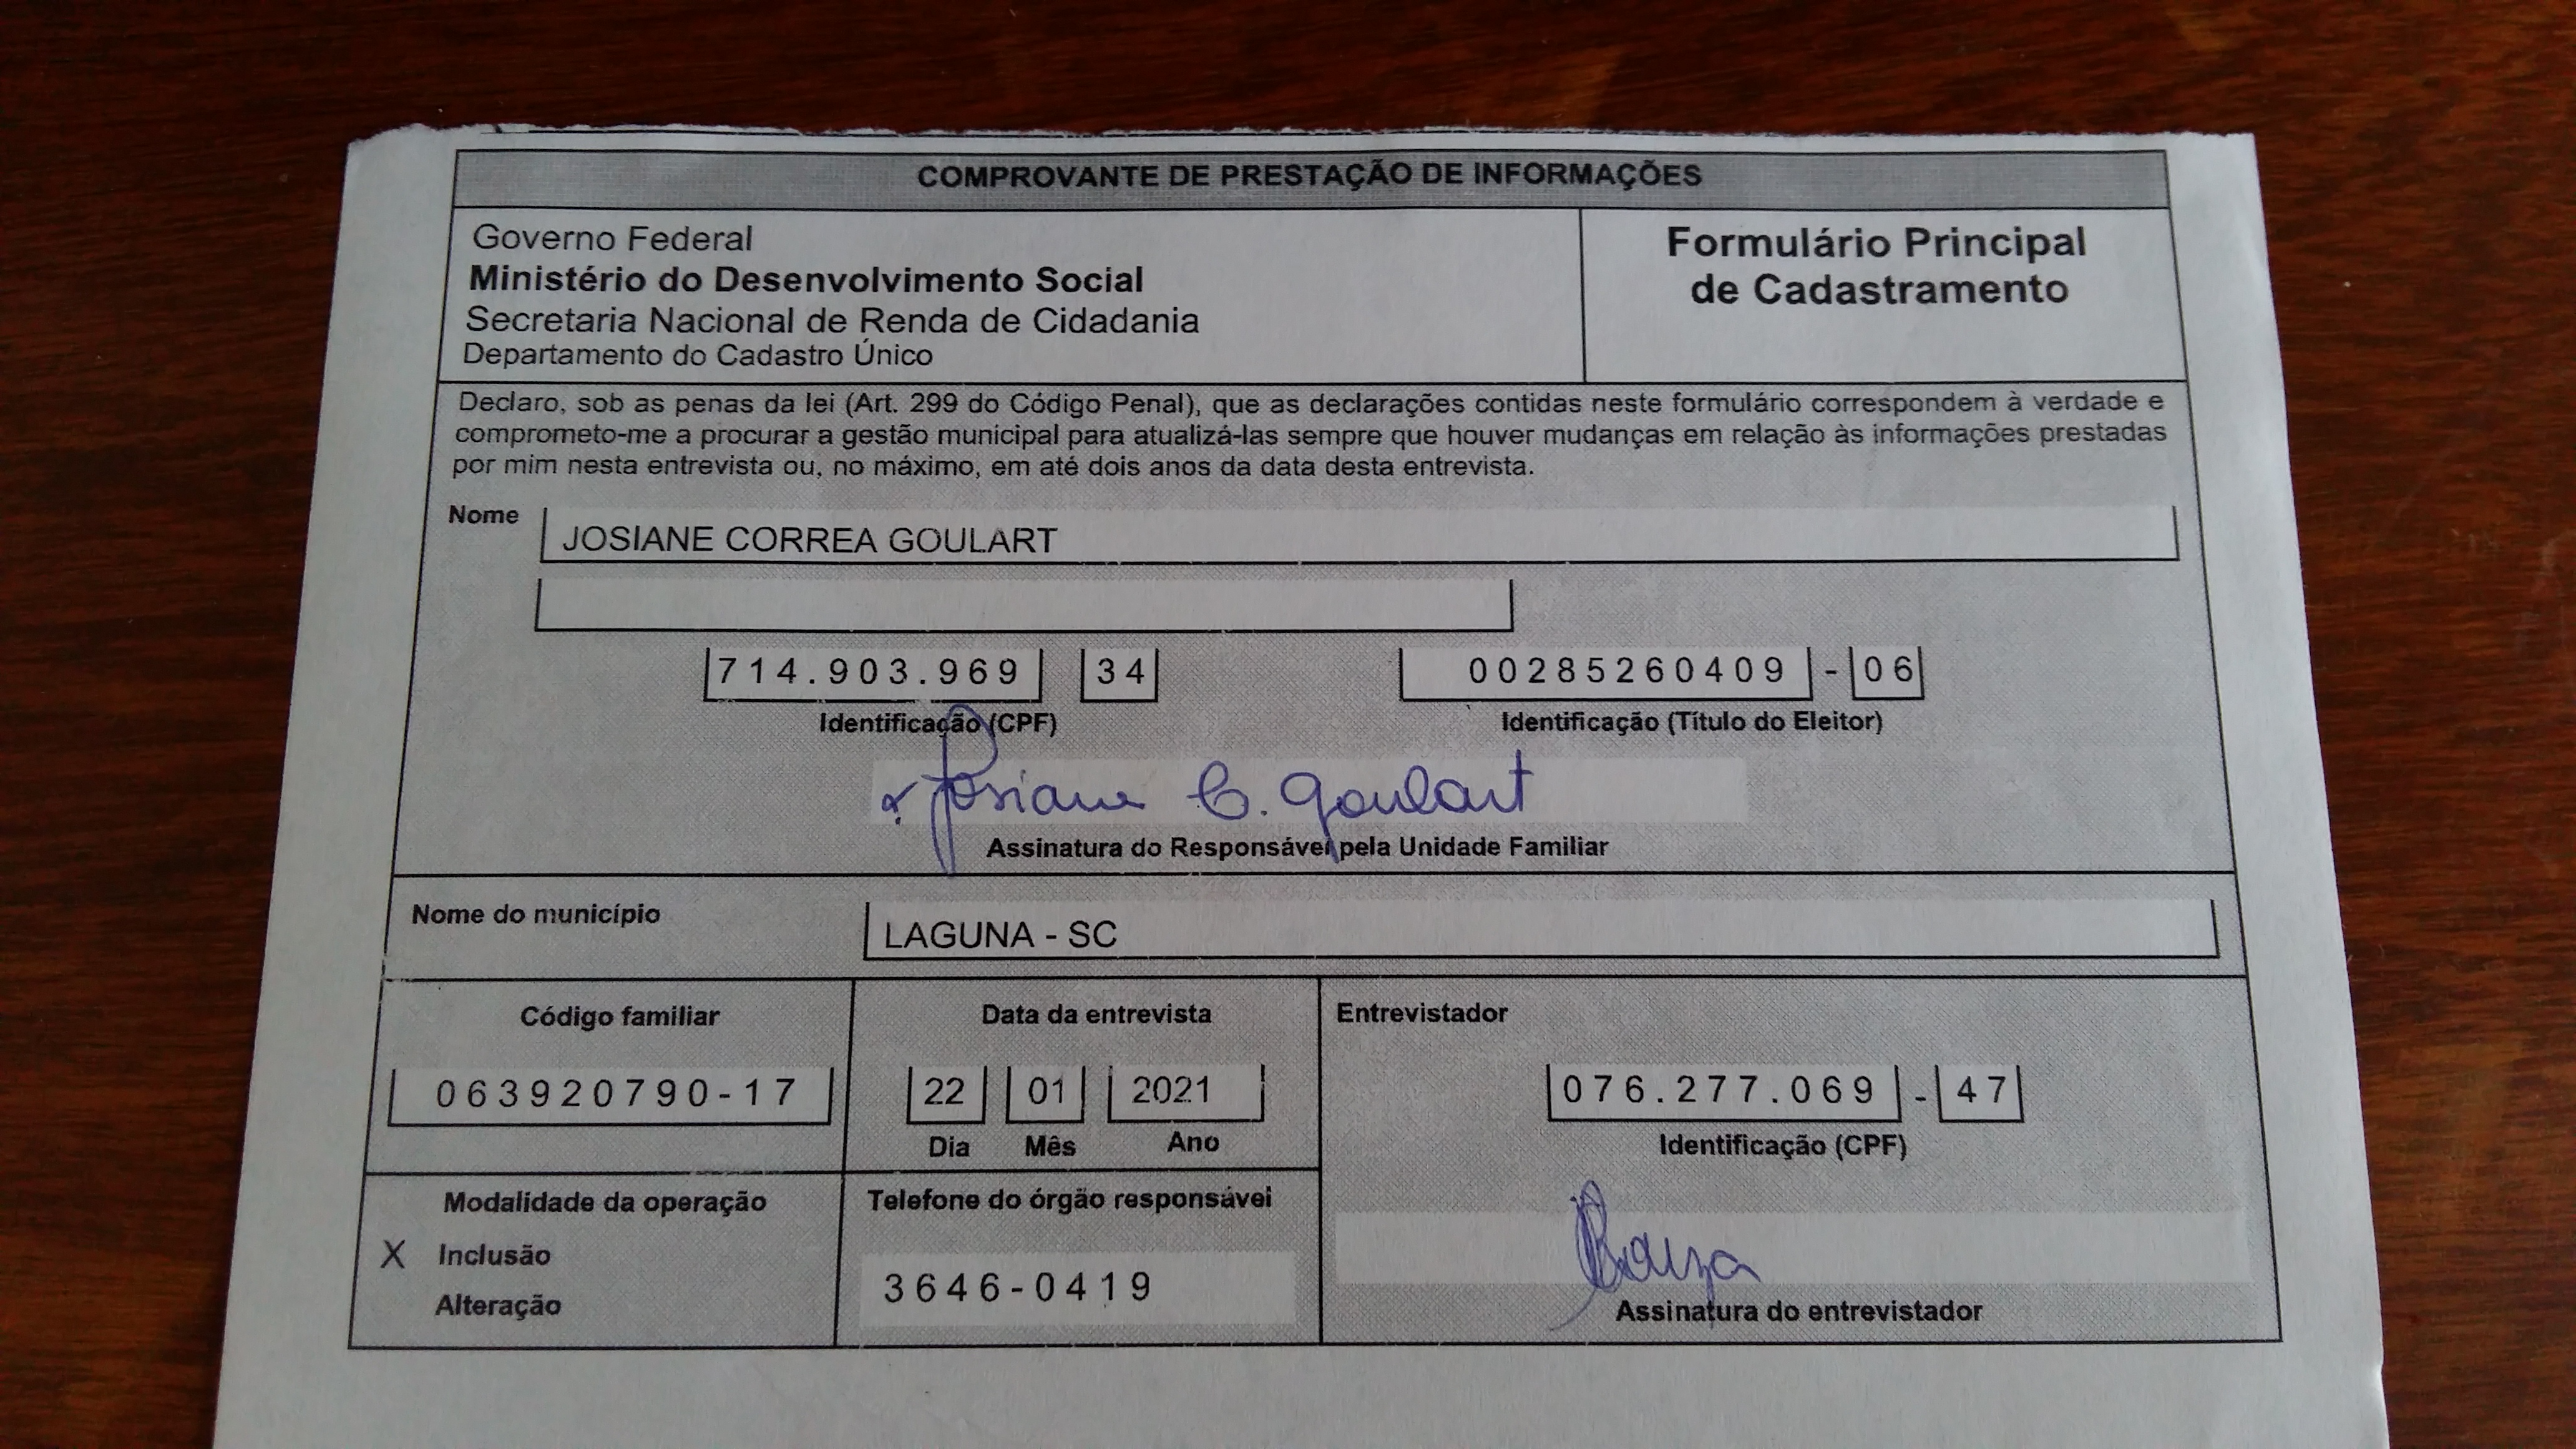 COMPROVANTE DE PRESTAÇÃO DE INFORMAÇÕES
Governo Federal
Ministério do Desenvolvimento Social
Secretaria Nacional de Renda de Cidadania
Departamento do Cadastro Único
Formulário Principal
de Cadastramento
Declaro, sob as penas da lei (Art. 299 do Código Penal), que as declarações contidas neste formulário correspondem à verdade e
comprometo-me a procurar a gestão municipal para atualizá-las sempre que houver mudanças em relação às informações prestadas
por mim nesta entrevista ou, no máximo, em até dois anos da data desta entrevista.
Nome JOSIANE CORREA GOULART
714.903.969 34 00285260409 - 06
Identificação (CPF) Identificação (Título do Eleitor)
Josiane C. Goulart
Assinatura do Responsável pela Unidade Familiar
Nome do município LAGUNA - SC
Código familiar
063920790-17
Data da entrevista
22 01 2021
Dia Mês Ano
Entrevistador
076.277.069 - 47
Identificação (CPF)
Modalidade da operação
X Inclusão
Alteração
Telefone do órgão responsável
3646-0419
Assinatura do entrevistador